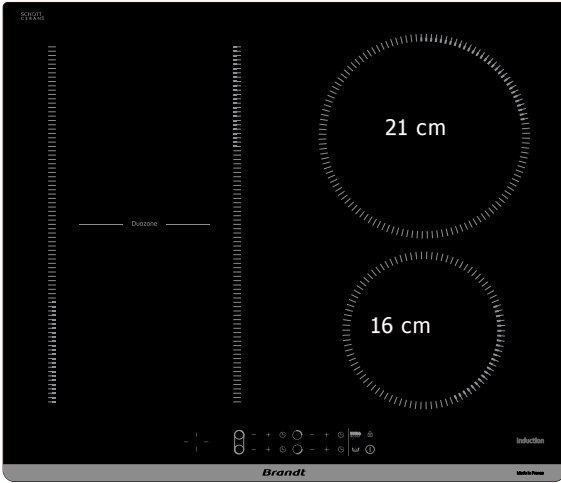 SCHOTT
CERAN®
21 cm
Duozone
16 cm
induction
Brandt
Made in France